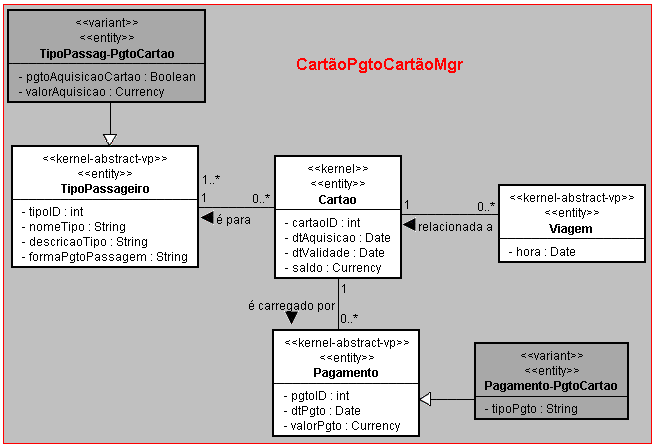 <<variant>>
<<entity>>
TipoPassag-PgtoCartao
- pgtoAquisicaoCartao : Boolean
- valorAquisicao : Currency
CartãoPgtoCartãoMgr
<<kernel-abstract-vp>>
<<entity>>
TipoPassageiro
- tipoID : int
- nomeTipo : String
- descricaoTipo : String
- formaPgtoPassagem : String
1..*
1
0..*
é para
<<kernel>>
<<entity>>
Cartao
- cartaoID : int
- dtAquisicao : Date
- dtValidade : Date
- saldo : Currency
1
0..*
relacionada a
<<kernel-abstract-vp>>
<<entity>>
Viagem
- hora : Date
1
é carregado por
0..*
<<kernel-abstract-vp>>
<<entity>>
Pagamento
- pgtoID : int
- dtPgto : Date
- valorPgto : Currency
<<variant>>
<<entity>>
Pagamento-PgtoCartao
- tipoPgto : String